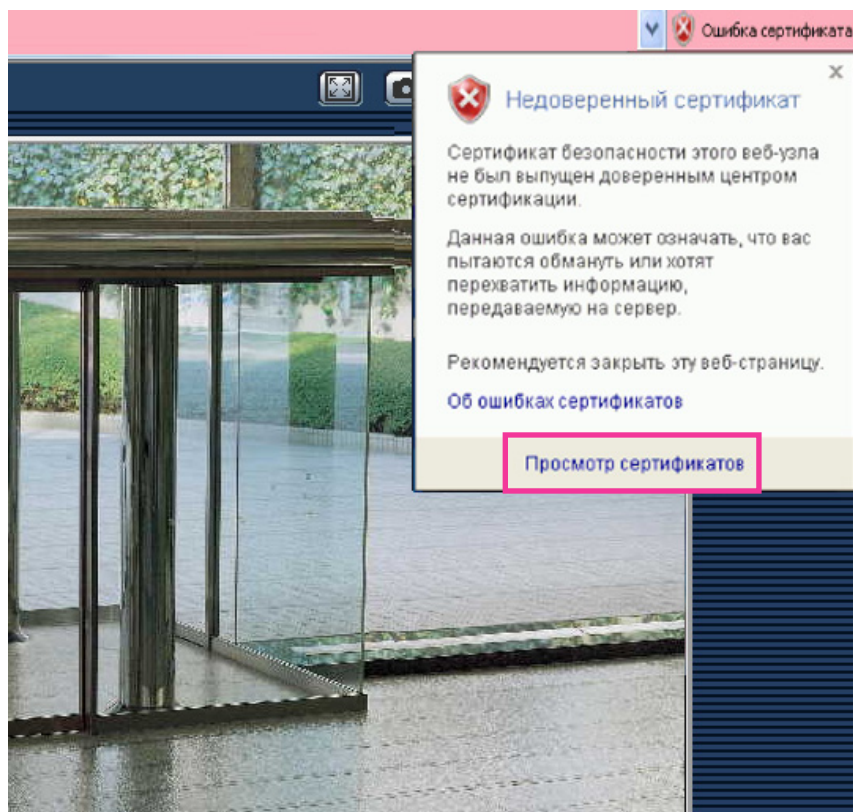 Ошибка сертификата
Недоверенный сертификат
Сертификат безопасности этого веб-узла
не был выпущен доверенным центром
сертификации.
Данная ошибка может означать, что вас
пытаются обмануть или хотят
перехватить информацию,
передаваемую на сервер.
Рекомендуется закрыть эту веб-страницу.
Об ошибках сертификатов
Просмотр сертификатов